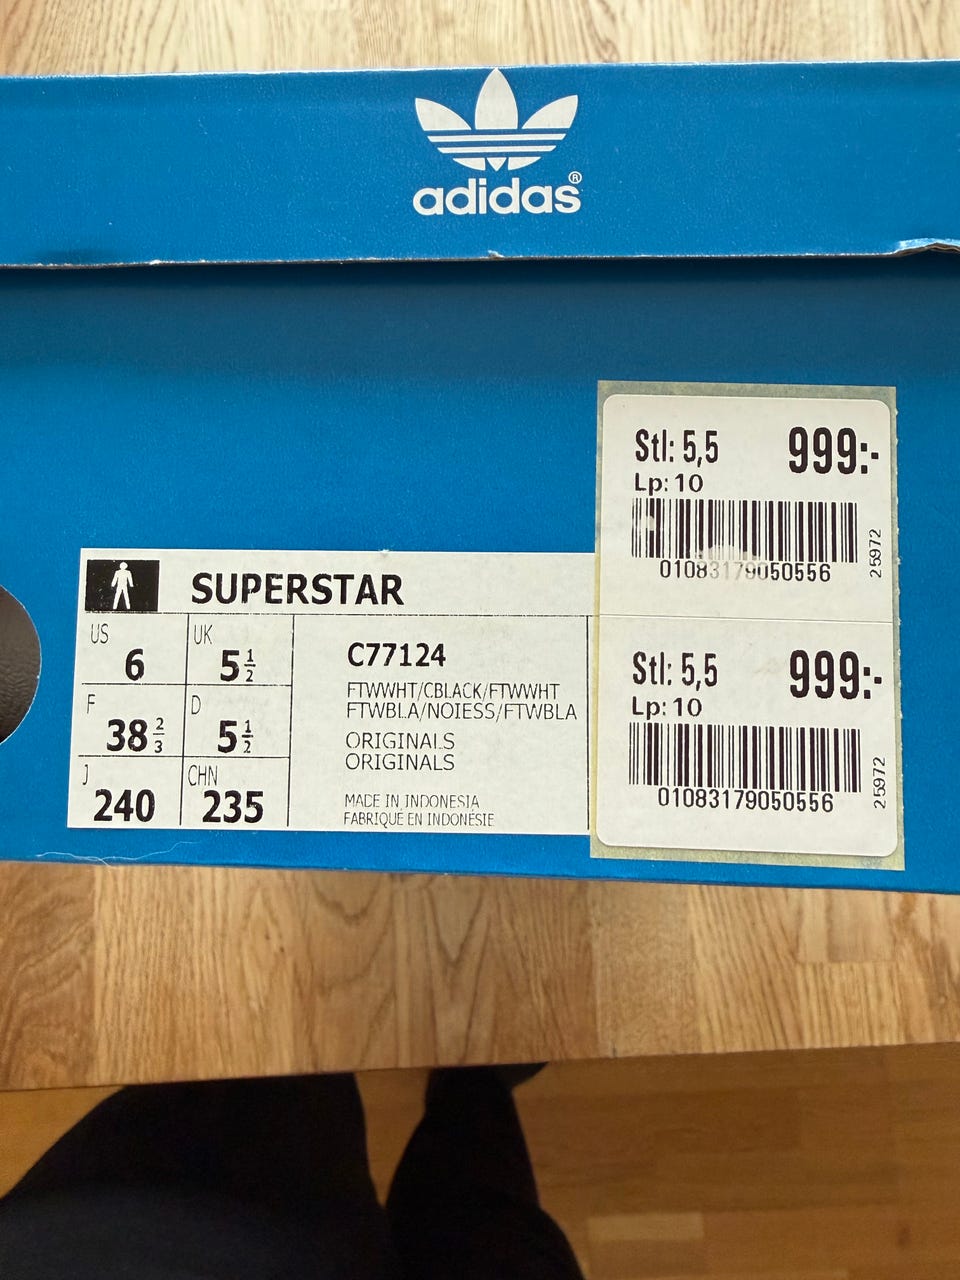 adidas®
SUPERSTAR
US 6
UK 5 1/2
F 38 2/3
D 5 1/2
J 240
CHN 235
C77124
FTWWHT/CBLACK/FTWWHT
FTWBLA/NOIESS/FTWBLA
ORIGINALS
ORIGINALS
MADE IN INDONESIA
FABRIQUÉ EN INDONÉSIE
Stl: 5,5 999:-
Lp: 10
01083179050556
25972
Stl: 5,5 999:-
Lp: 10
01083179050556
25972